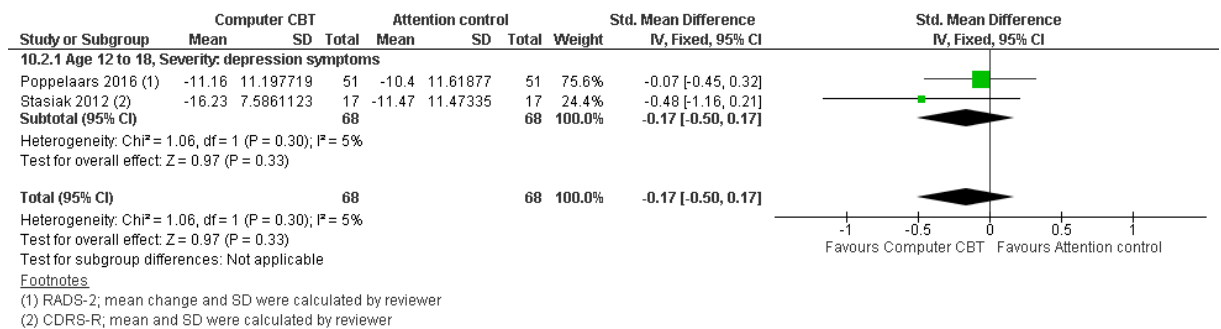 Computer CBT Attention control Std. Mean Difference Std. Mean Difference
Study or Subgroup Mean SD Total Mean SD Total Weight IV, Fixed, 95% CI IV, Fixed, 95% CI
10.2.1 Age 12 to 18, Severity: depression symptoms
Poppelaars 2016 (1) -11.16 11.197719 51 -10.4 11.61877 51 75.6% -0.07 [-0.45, 0.32]
Stasiak 2012 (2) -16.23 7.5861123 17 -11.47 11.47335 17 24.4% -0.48 [-1.16, 0.21]
Subtotal (95% CI) 68 68 100.0% -0.17 [-0.50, 0.17]
Heterogeneity: Chi² = 1.06, df = 1 (P = 0.30); I² = 5%
Test for overall effect: Z = 0.97 (P = 0.33)
Total (95% CI) 68 68 100.0% -0.17 [-0.50, 0.17]
Heterogeneity: Chi² = 1.06, df = 1 (P = 0.30); I² = 5%
Test for overall effect: Z = 0.97 (P = 0.33)
Test for subgroup differences: Not applicable
-1 -0.5 0 0.5 1
Favours Computer CBT Favours Attention control
Footnotes
(1) RADS-2; mean change and SD were calculated by reviewer
(2) CDRS-R; mean and SD were calculated by reviewer